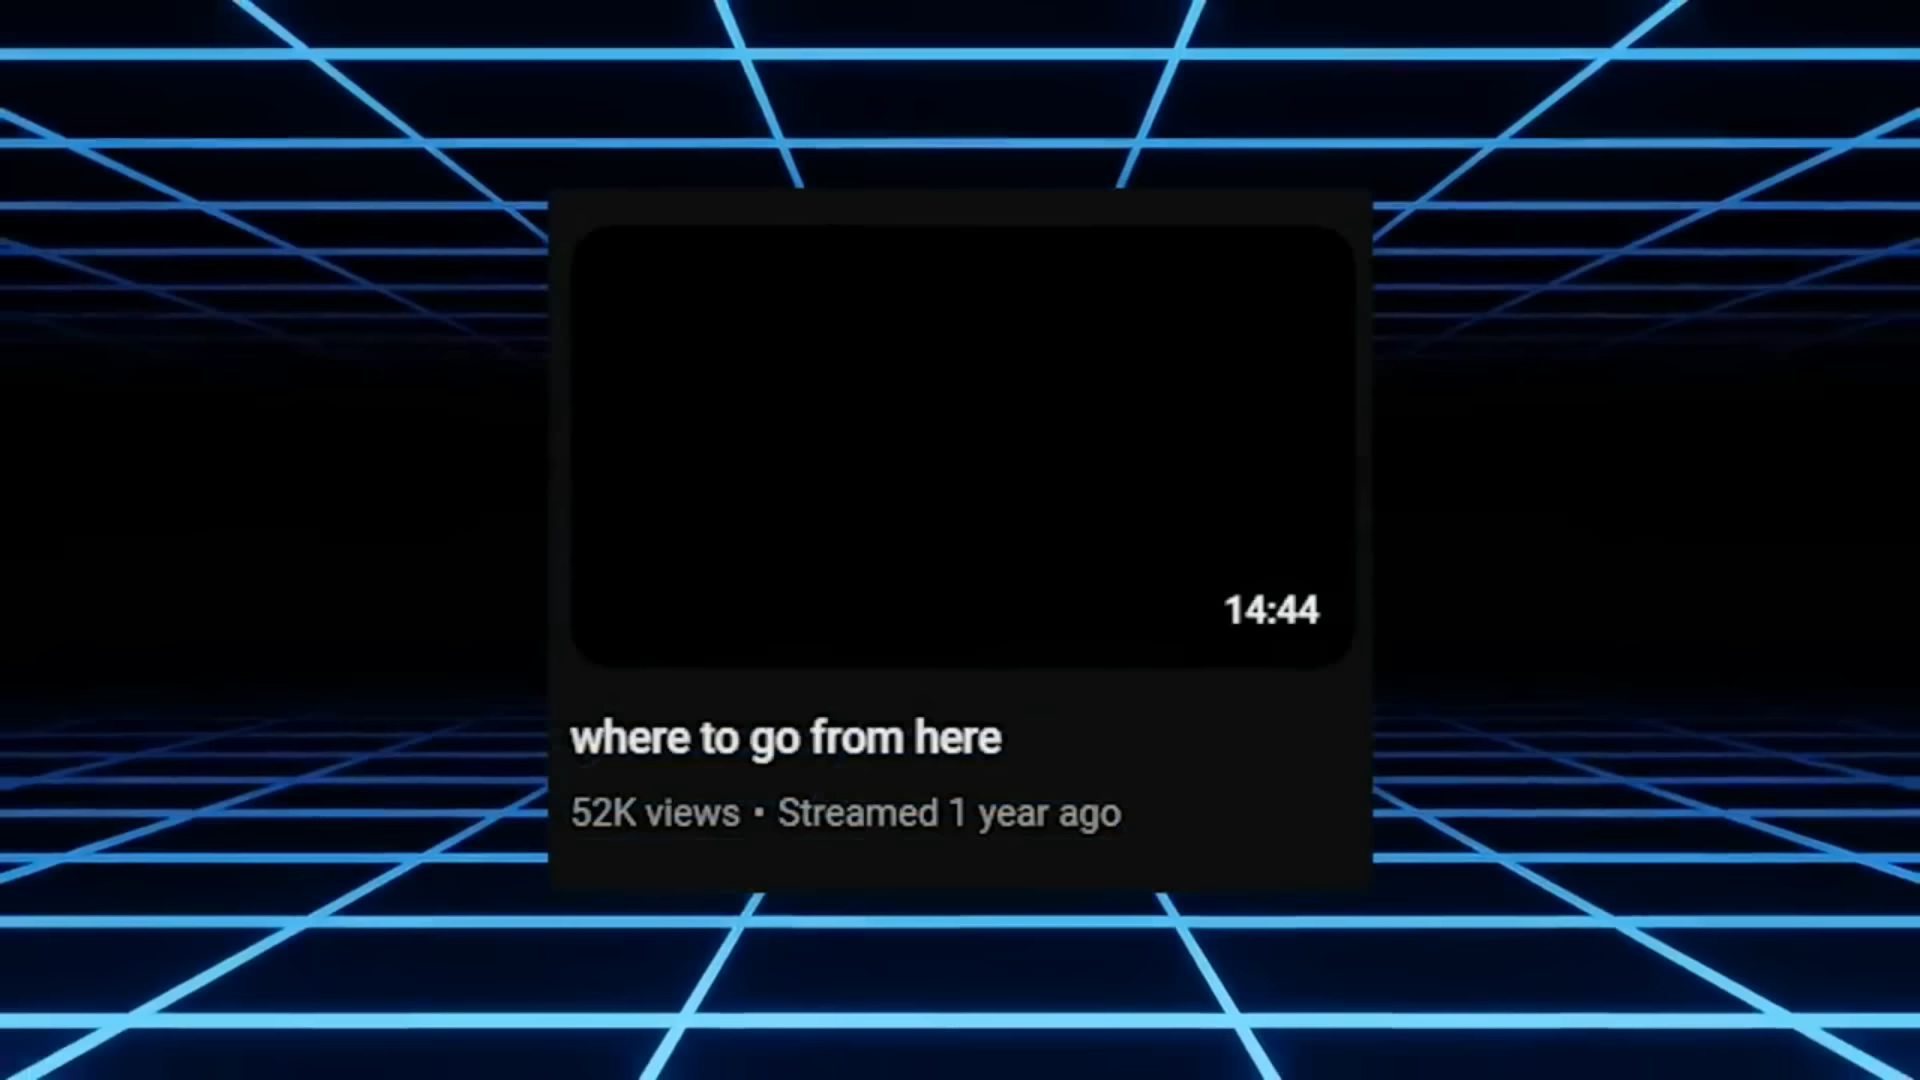 14:44
where to go from here
52K views • Streamed 1 year ago